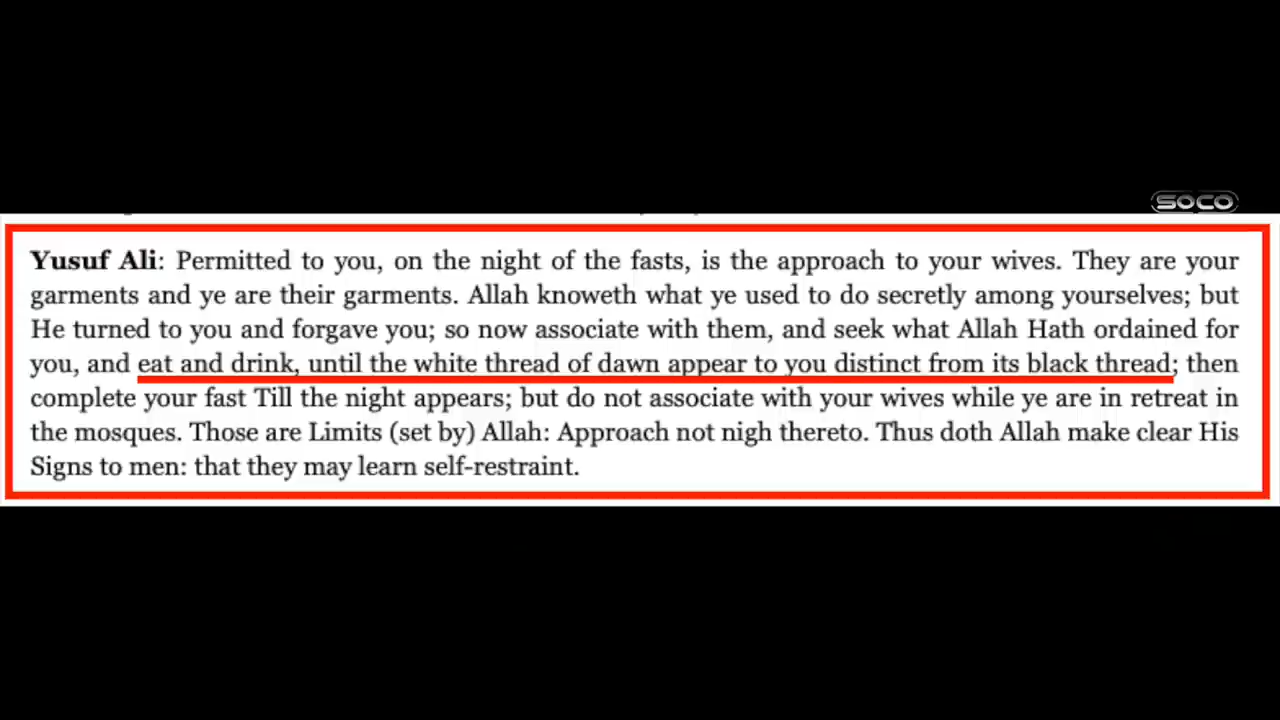 SOCO
Yusuf Ali: Permitted to you, on the night of the fasts, is the approach to your wives. They are your
garments and ye are their garments. Allah knoweth what ye used to do secretly among yourselves; but
He turned to you and forgave you; so now associate with them, and seek what Allah Hath ordained for
you, and eat and drink, until the white thread of dawn appear to you distinct from its black thread; then
complete your fast Till the night appears; but do not associate with your wives while ye are in retreat in
the mosques. Those are Limits (set by) Allah: Approach not nigh thereto. Thus doth Allah make clear His
Signs to men: that they may learn self-restraint.